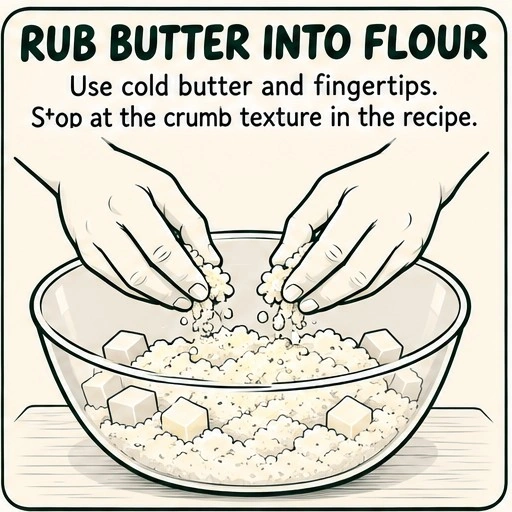 RUB BUTTER INTO FLOUR
Use cold butter and fingertips.
Stop at the crumb texture in the recipe.